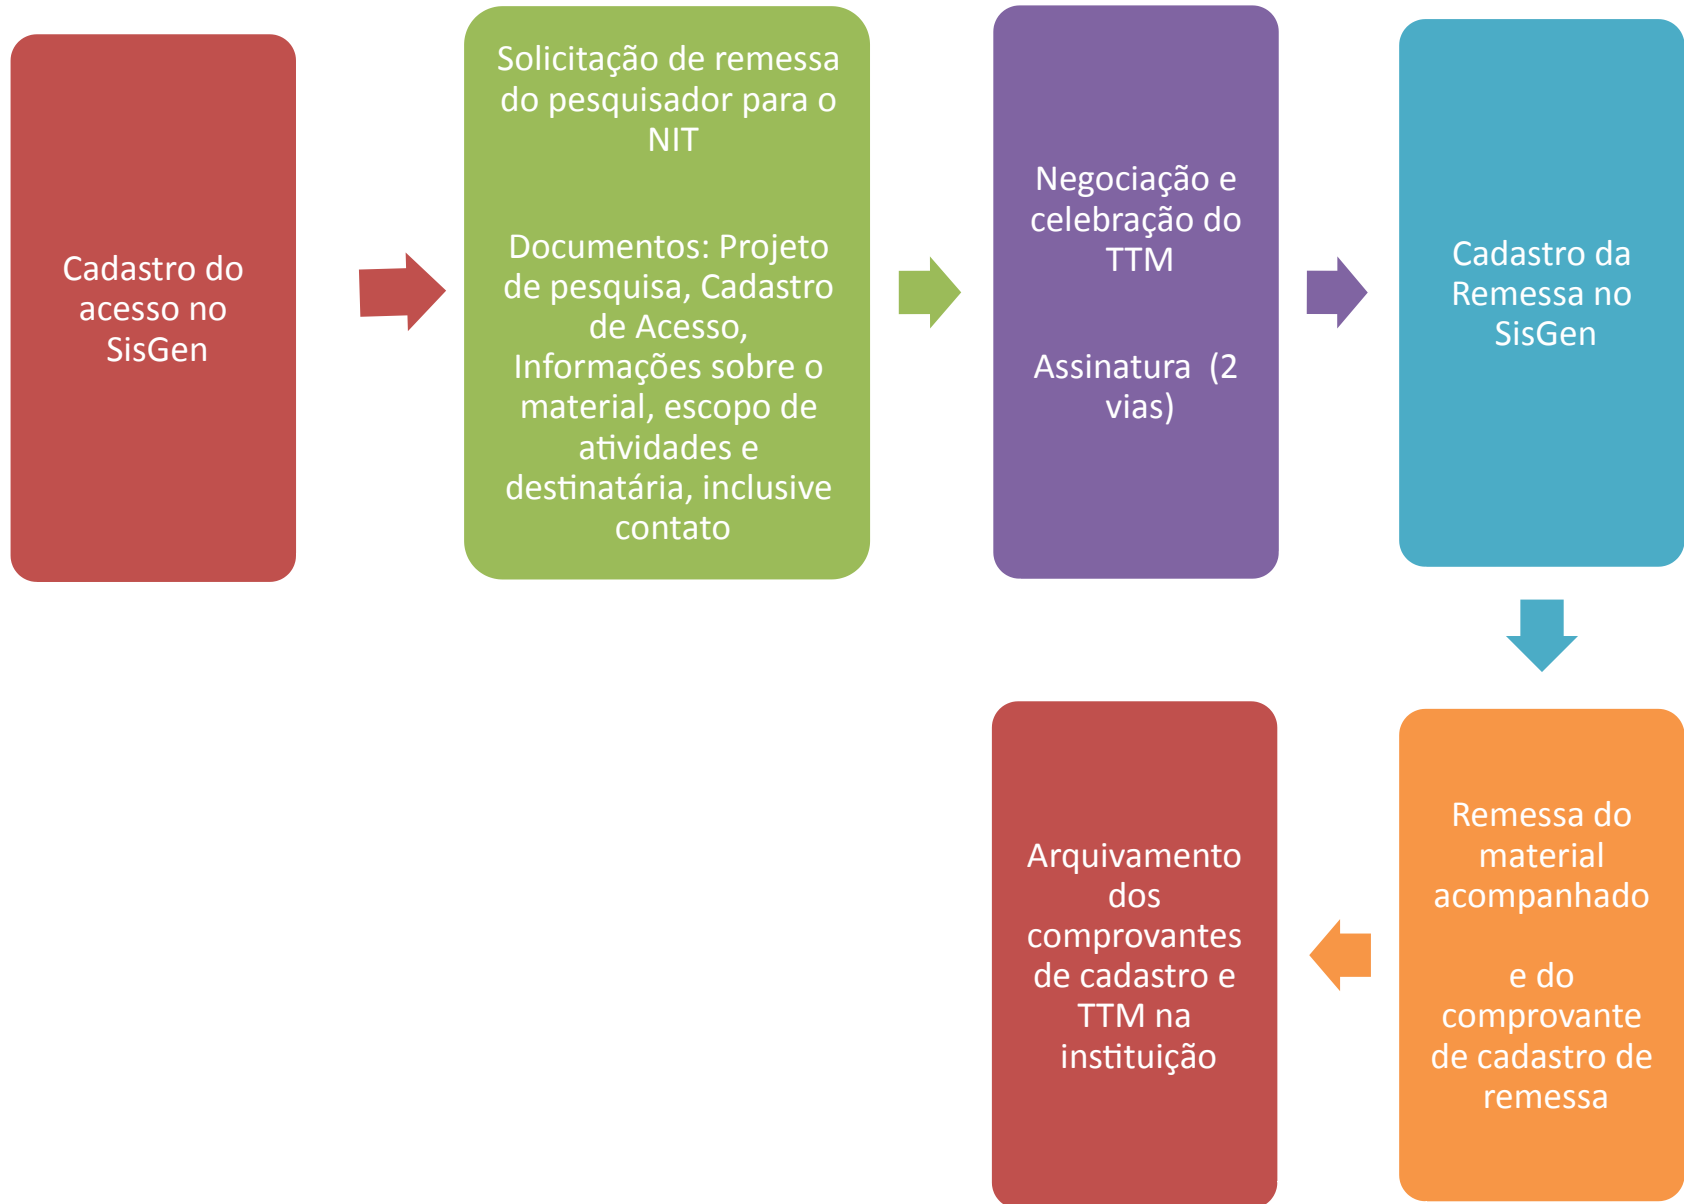 Cadastro do
acesso no
SisGen
Solicitação de remessa
do pesquisador para o
NIT
Documentos: Projeto
de pesquisa, Cadastro
de Acesso,
Informações sobre o
material, escopo de
atividades e
destinatária, inclusive
contato
Negociação e
celebração do
TTM
Assinatura (2
vias)
Cadastro da
Remessa no
SisGen
Remessa do
material
acompanhado
e do
comprovante
de cadastro de
remessa
Arquivamento
dos
comprovantes
de cadastro e
TTM na
instituição